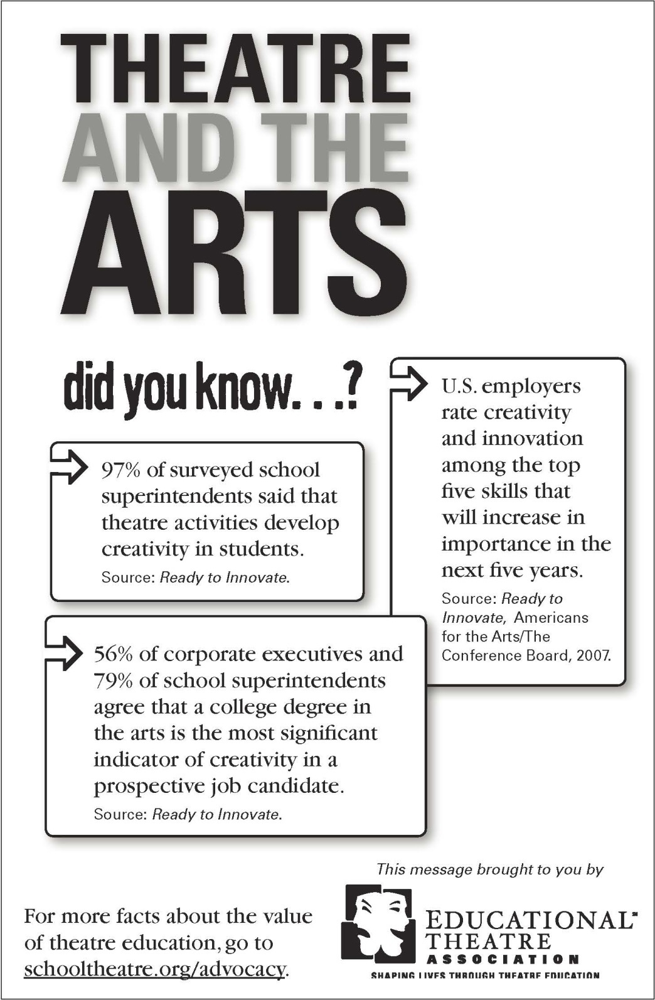 THEATRE
AND THE
ARTS
did you know. . .?
97% of surveyed school
superintendents said that
theatre activities develop
creativity in students.
Source: Ready to Innovate.
U.S. employers
rate creativity
and innovation
among the top
five skills that
will increase in
importance in the
next five years.
Source: Ready to
Innovate, Americans
for the Arts/The
Conference Board, 2007.
56% of corporate executives and
79% of school superintendents
agree that a college degree in
the arts is the most significant
indicator of creativity in a
prospective job candidate.
Source: Ready to Innovate.
This message brought to you by
EDUCATIONAL
THEATRE
ASSOCIATION
SHAPING LIVES THROUGH THEATRE EDUCATION
For more facts about the value
of theatre education, go to
schooltheatre.org/advocacy.